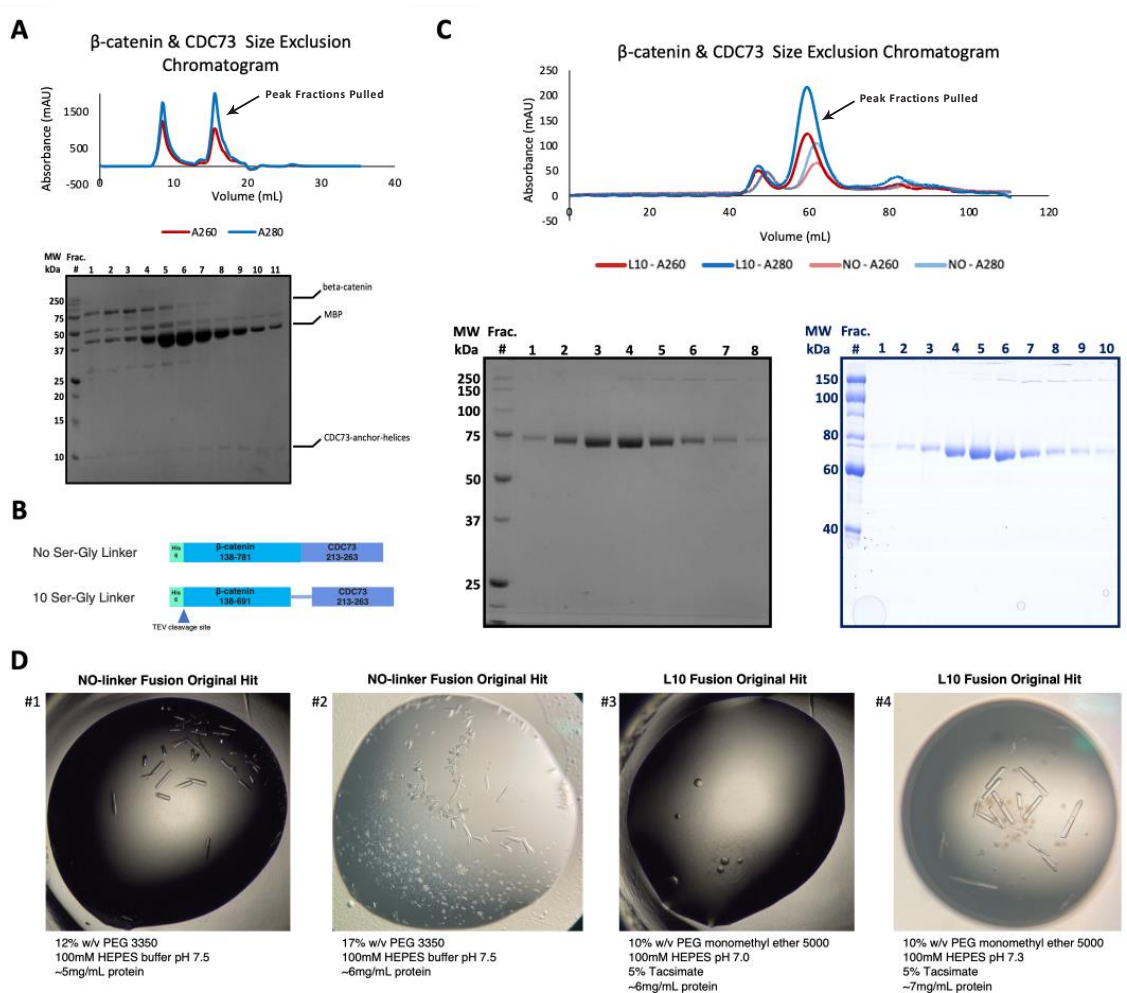 A
β-catenin & CDC73 Size Exclusion
Chromatogram
Peak Fractions Pulled
Absorbance (mAU)
1500
500
-500
0
10
20
30
40
Volume (mL)
A260
A280
MW Frac.
kDa # 1 2 3 4 5 6 7 8 9 10 11
250
75
50
37
25
20
15
10
beta-catenin
MBP
CDC73-anchor-helices
B
No Ser-Gly Linker
His 6
β-catenin
138-781
CDC73
213-263
10 Ser-Gly Linker
His 6
β-catenin
138-691
CDC73
213-263
TEV cleavage site
C
β-catenin & CDC73 Size Exclusion Chromatogram
Peak Fractions Pulled
Absorbance (mAU)
250
200
150
100
50
0
-50
0
20
40
60
80
100
120
Volume (mL)
L10 - A260
L10 - A280
NO - A260
NO - A280
MW Frac.
kDa # 1 2 3 4 5 6 7 8
250
150
100
75
50
37
25
MW Frac.
kDa # 1 2 3 4 5 6 7 8 9 10
150
100
80
60
40
D
NO-linker Fusion Original Hit
#1
12% w/v PEG 3350
100mM HEPES buffer pH 7.5
~5mg/mL protein
NO-linker Fusion Original Hit
#2
17% w/v PEG 3350
100mM HEPES buffer pH 7.5
~6mg/mL protein
L10 Fusion Original Hit
#3
10% w/v PEG monomethyl ether 5000
100mM HEPES pH 7.0
5% Tacsimate
~6mg/mL protein
L10 Fusion Original Hit
#4
10% w/v PEG monomethyl ether 5000
100mM HEPES pH 7.3
5% Tacsimate
~7mg/mL protein